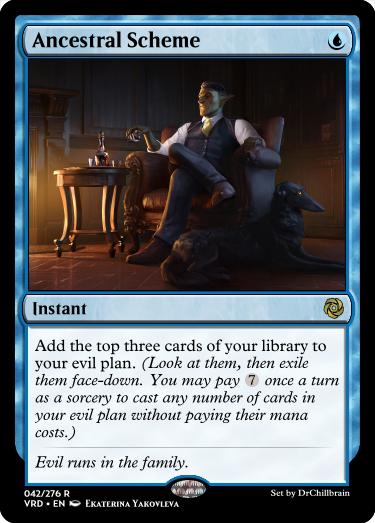 Ancestral Scheme
Instant
Add the top three cards of your library to
your evil plan. (Look at them, then exile
them face-down. You may pay 7 once a turn
as a sorcery to cast any number of cards in
your evil plan without paying their mana
costs.)
Evil runs in the family.
042/276 R
VRD • EN Ekaterina Yakovleva
Set by DrChillbrain